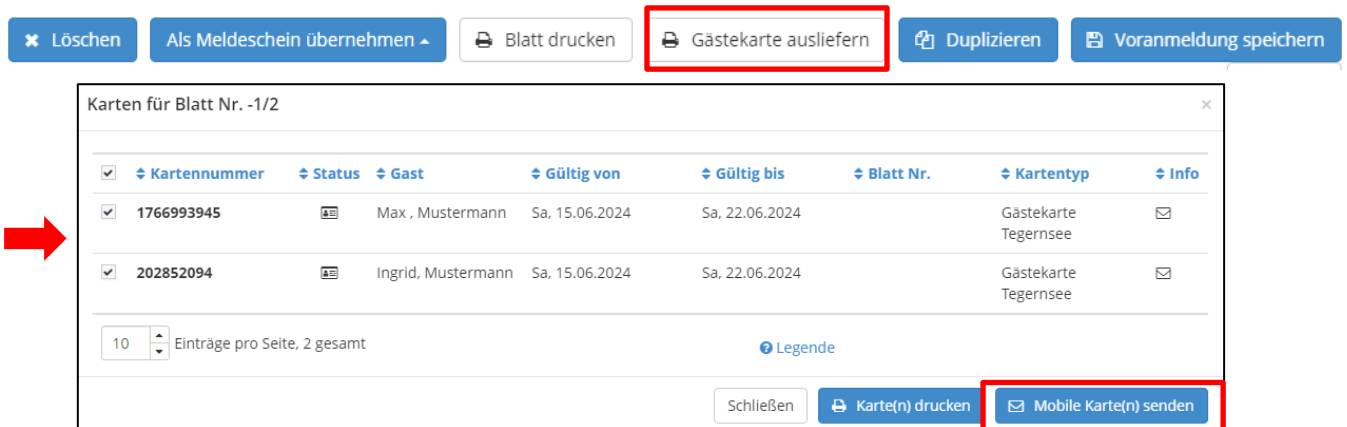 Löschen Als Meldeschein übernehmen Blatt drucken Gästekarte ausliefern Duplizieren Voranmeldung speichern
Karten für Blatt Nr. -1/2 ×
Kartennummer Status Gast Gültig von Gültig bis Blatt Nr. Kartentyp Info
1766993945 Max , Mustermann Sa, 15.06.2024 Sa, 22.06.2024 Gästekarte
Tegernsee
202852094 Ingrid, Mustermann Sa, 15.06.2024 Sa, 22.06.2024 Gästekarte
Tegernsee
10 Einträge pro Seite, 2 gesamt Legende
Schließen Karte(n) drucken Mobile Karte(n) senden